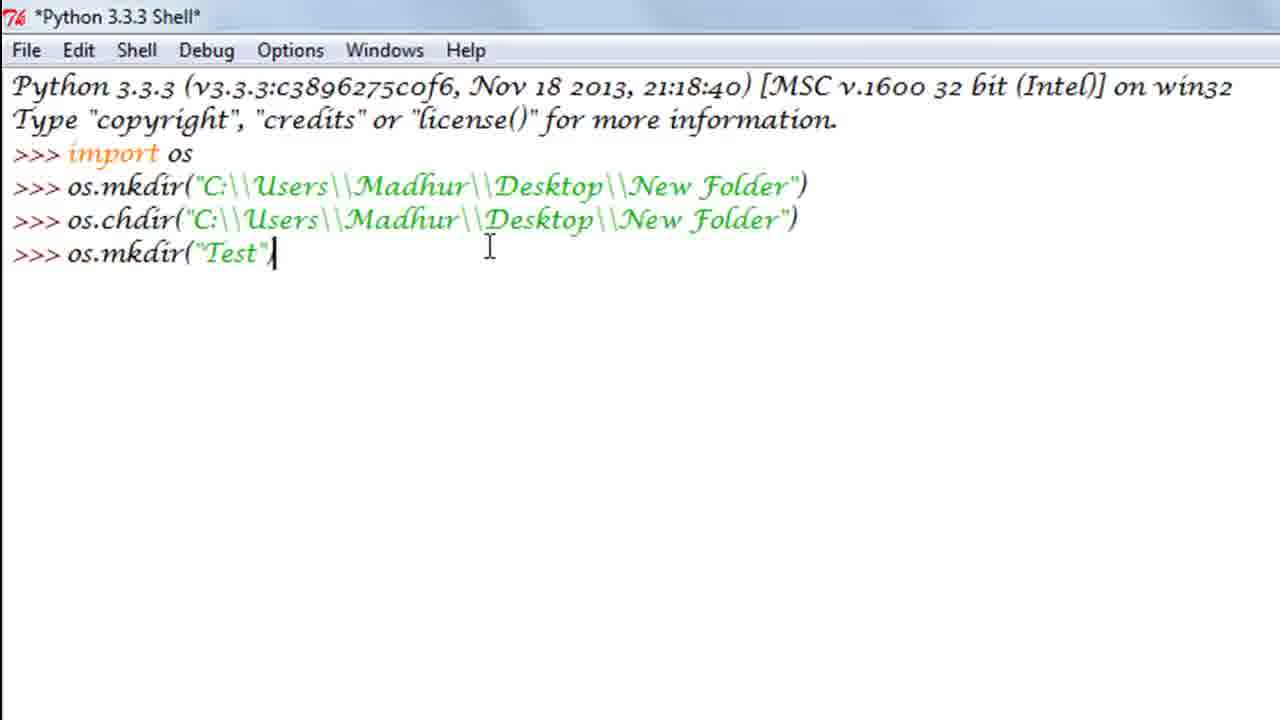 *Python 3.3.3 Shell*
File Edit Shell Debug Options Windows Help
Python 3.3.3 (v3.3.3:c3896275c0f6, Nov 18 2013, 21:18:40) [MSC v.1600 32 bit (Intel)] on win32
Type "copyright", "credits" or "license()" for more information.
>>> import os
>>> os.mkdir("C:\\Users\\Madhur\\Desktop\\New Folder")
>>> os.chdir("C:\\Users\\Madhur\\Desktop\\New Folder")
>>> os.mkdir("Test")